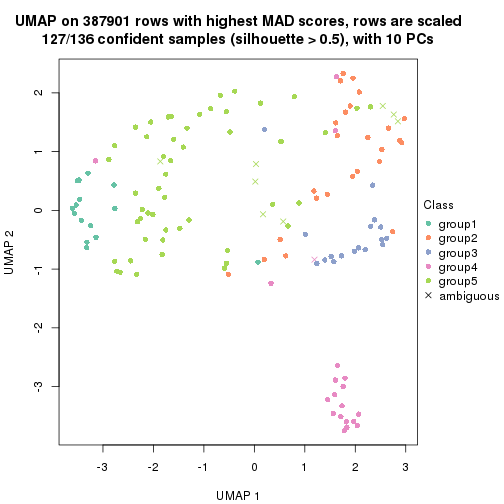 UMAP on 387901 rows with highest MAD scores, rows are scaled
127/136 confident samples (silhouette > 0.5), with 10 PCs
UMAP 2
2
1
0
-1
-2
-3
-3
-2
-1
0
1
2
3
UMAP 1
Class
group1
group2
group3
group4
group5
ambiguous